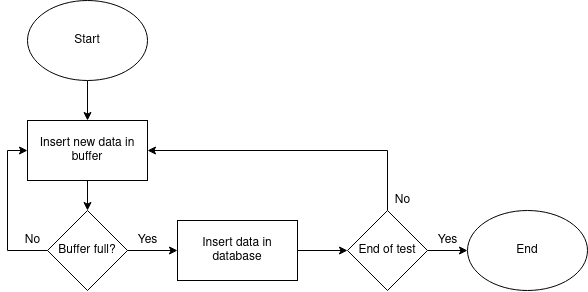 Start
Insert new data in
buffer
No
Buffer full?
Yes
Insert data in
database
End of test
No
Yes
End